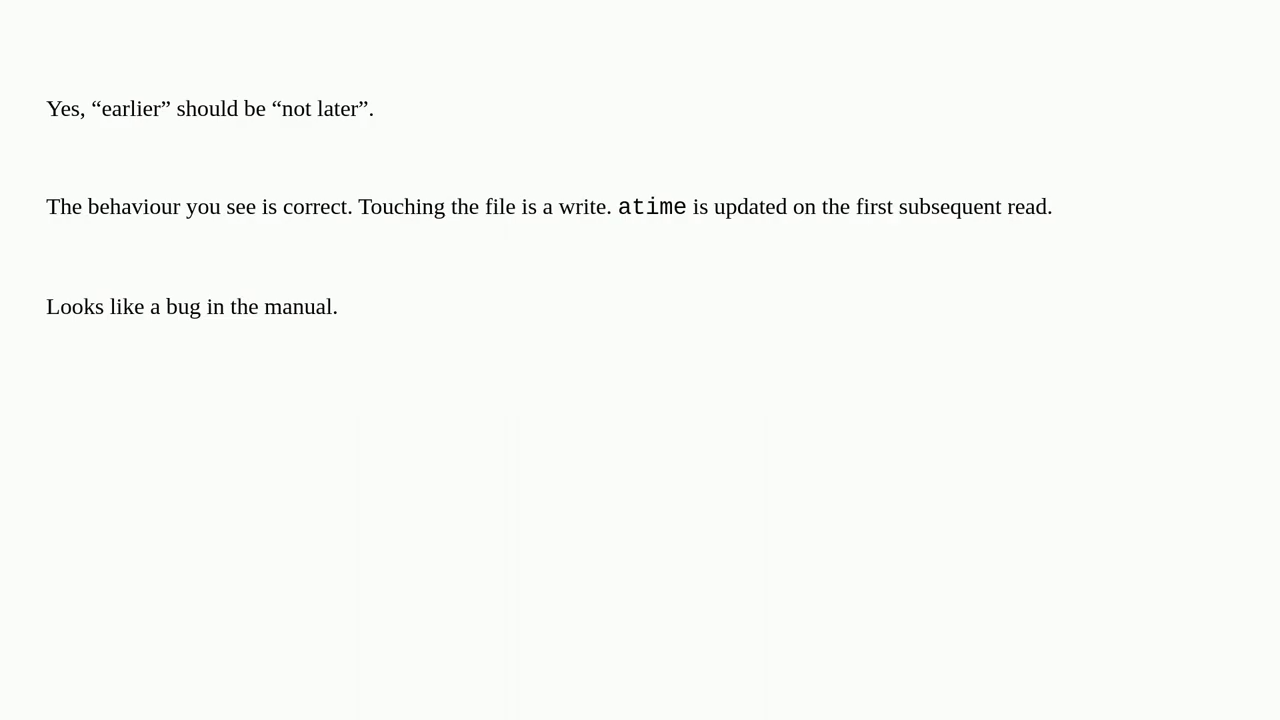 Yes, “earlier” should be “not later”.
The behaviour you see is correct. Touching the file is a write. atime is updated on the first subsequent read.
Looks like a bug in the manual.